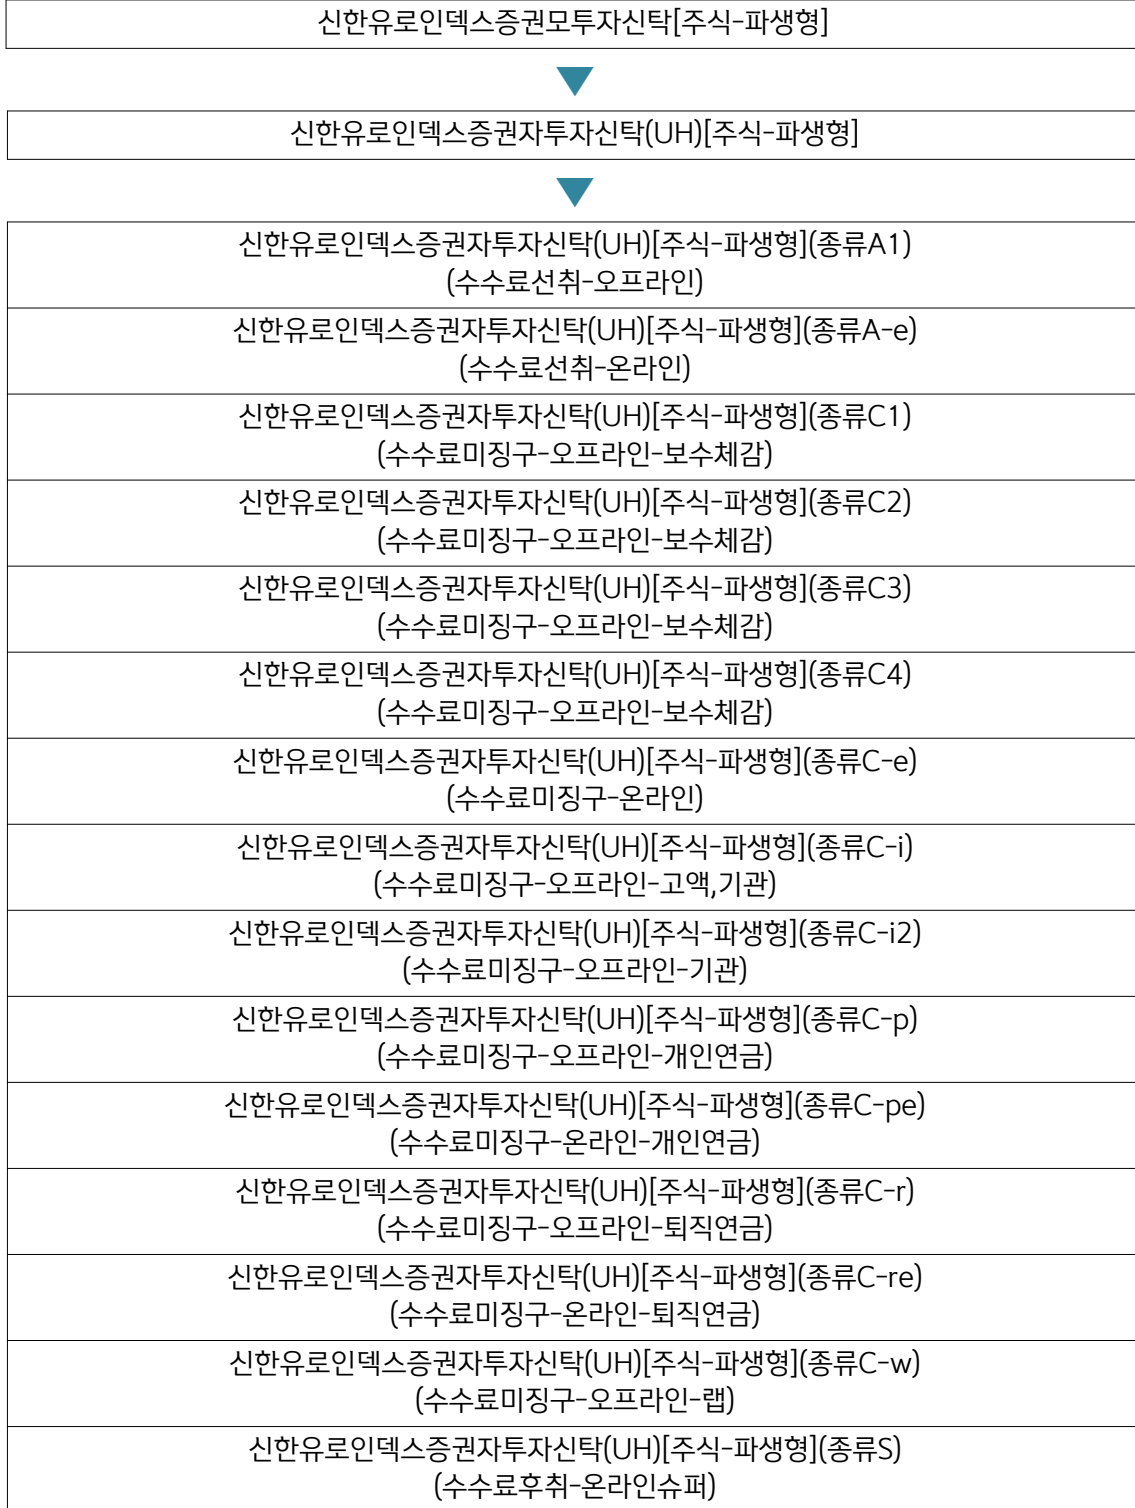 신한유로인덱스증권모투자신탁[주식-파생형]
신한유로인덱스증권자투자신탁(UH)[주식-파생형]
신한유로인덱스증권자투자신탁(UH)[주식-파생형](종류A1)
(수수료선취-오프라인)
신한유로인덱스증권자투자신탁(UH)[주식-파생형](종류A-e)
(수수료선취-온라인)
신한유로인덱스증권자투자신탁(UH)[주식-파생형](종류C1)
(수수료미징구-오프라인-보수체감)
신한유로인덱스증권자투자신탁(UH)[주식-파생형](종류C2)
(수수료미징구-오프라인-보수체감)
신한유로인덱스증권자투자신탁(UH)[주식-파생형](종류C3)
(수수료미징구-오프라인-보수체감)
신한유로인덱스증권자투자신탁(UH)[주식-파생형](종류C4)
(수수료미징구-오프라인-보수체감)
신한유로인덱스증권자투자신탁(UH)[주식-파생형](종류C-e)
(수수료미징구-온라인)
신한유로인덱스증권자투자신탁(UH)[주식-파생형](종류C-i)
(수수료미징구-오프라인-고액,기관)
신한유로인덱스증권자투자신탁(UH)[주식-파생형](종류C-i2)
(수수료미징구-오프라인-기관)
신한유로인덱스증권자투자신탁(UH)[주식-파생형](종류C-p)
(수수료미징구-오프라인-개인연금)
신한유로인덱스증권자투자신탁(UH)[주식-파생형](종류C-pe)
(수수료미징구-온라인-개인연금)
신한유로인덱스증권자투자신탁(UH)[주식-파생형](종류C-r)
(수수료미징구-오프라인-퇴직연금)
신한유로인덱스증권자투자신탁(UH)[주식-파생형](종류C-re)
(수수료미징구-온라인-퇴직연금)
신한유로인덱스증권자투자신탁(UH)[주식-파생형](종류C-w)
(수수료미징구-오프라인-랩)
신한유로인덱스증권자투자신탁(UH)[주식-파생형](종류S)
(수수료후취-온라인슈퍼)